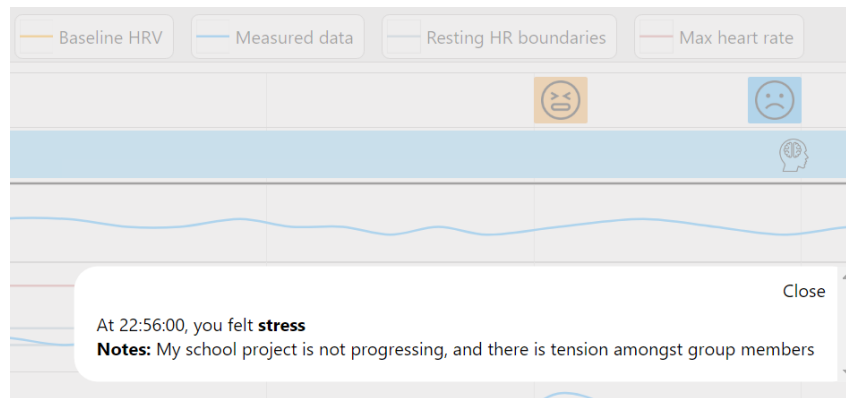 Baseline HRV
Measured data
Resting HR boundaries
Max heart rate
Close
At 22:56:00, you felt stress
Notes: My school project is not progressing, and there is tension amongst group members